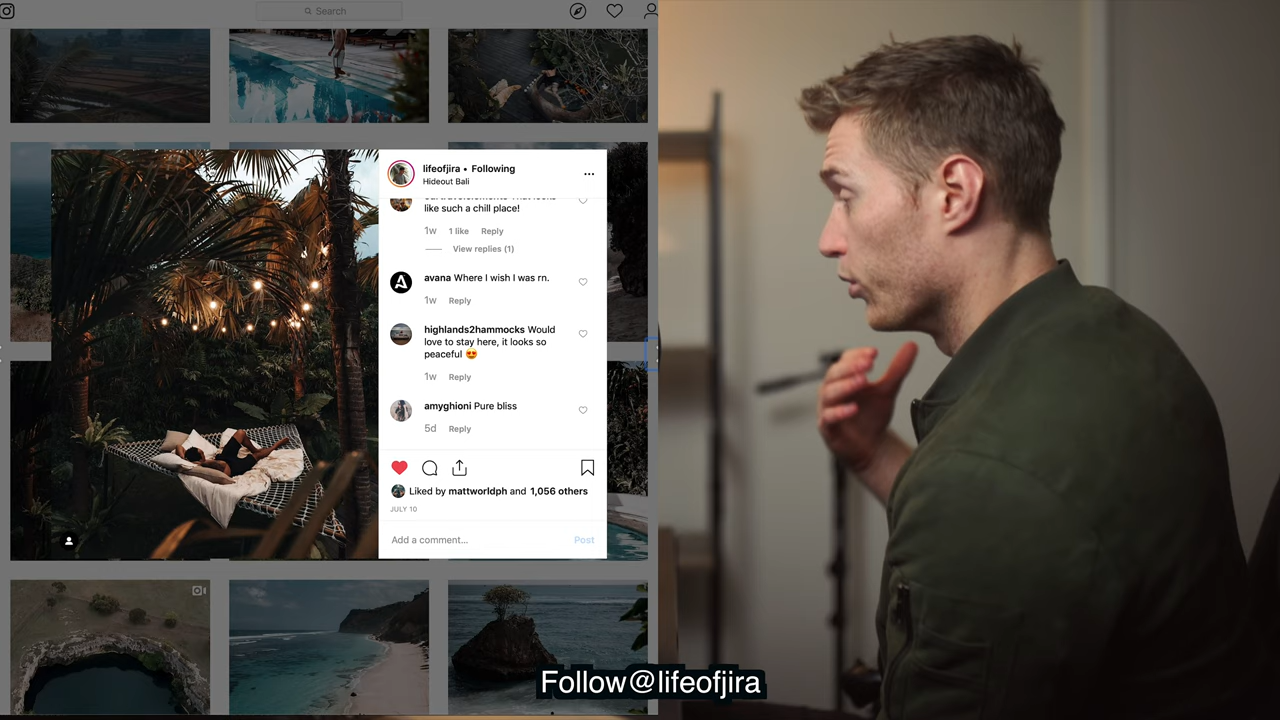 Search
lifeofjira • Following
Hideout Bali
like such a chill place!
1w 1 like Reply
View replies (1)
avana Where I wish I was rn.
1w Reply
highlands2hammocks Would
love to stay here, it looks so
peaceful 😍
1w Reply
amyghioni Pure bliss
5d Reply
Liked by mattworldph and 1,056 others
JULY 10
Add a comment... Post
Follow@lifeofjira